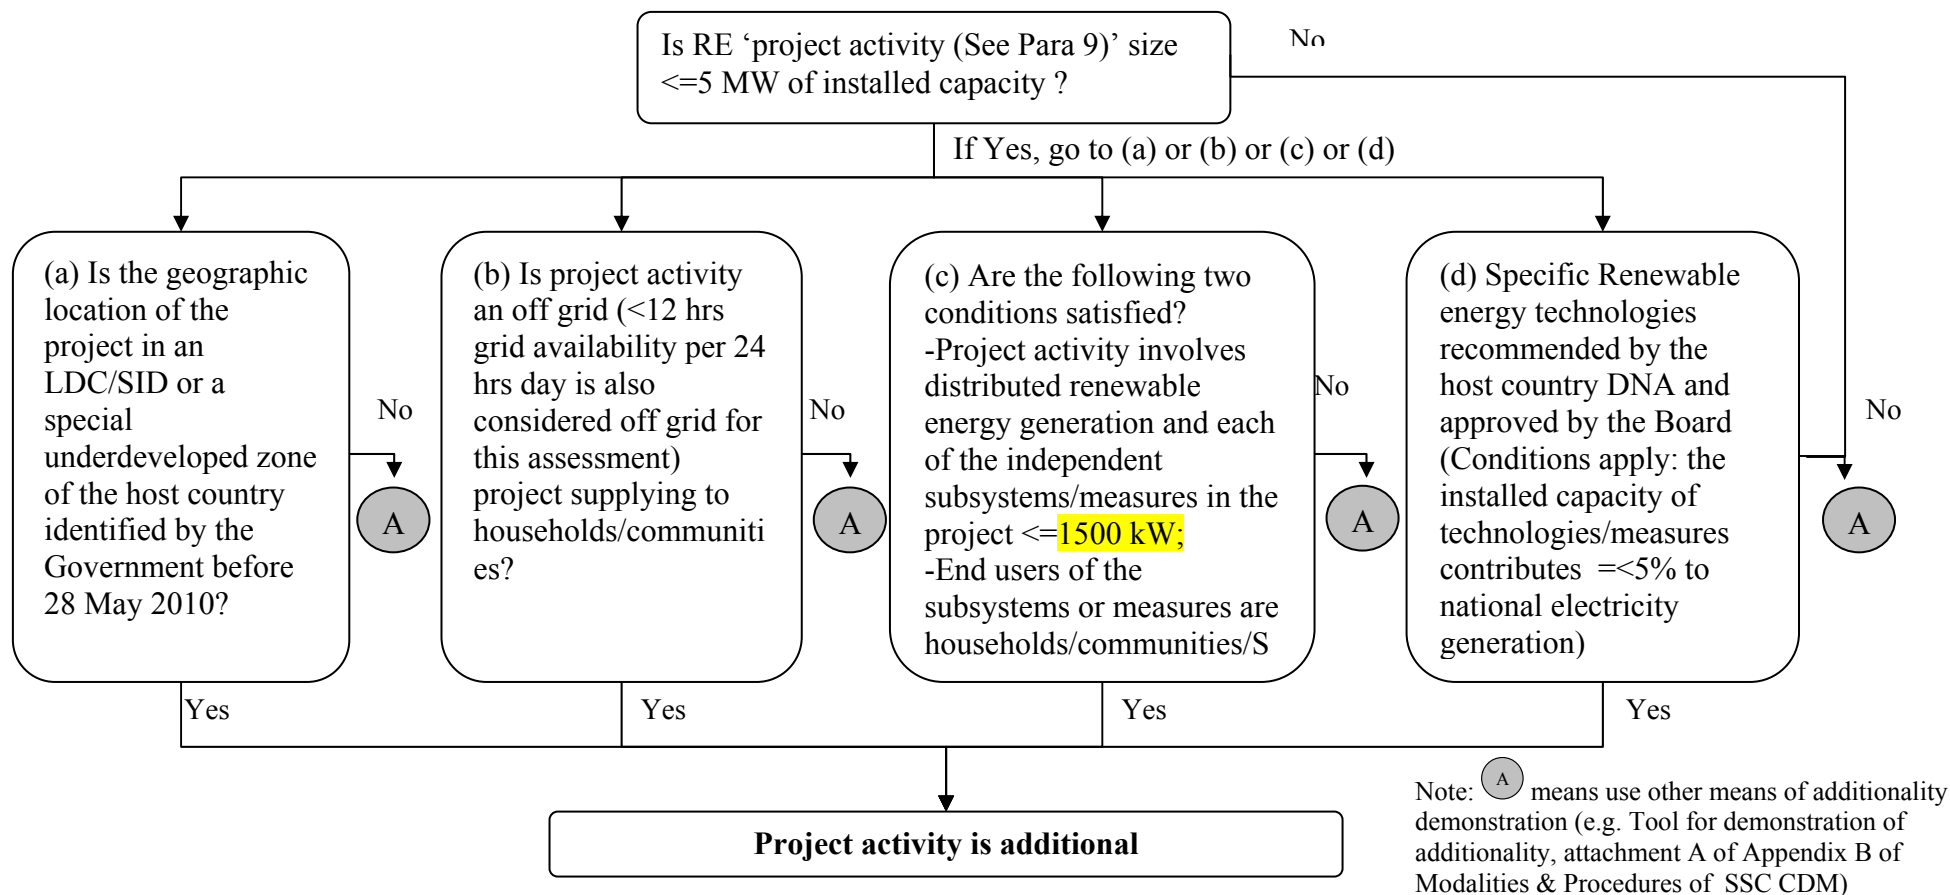 Is RE ‘project activity (See Para 9)’ size
<=5 MW of installed capacity ?
No
If Yes, go to (a) or (b) or (c) or (d)
(a) Is the geographic
location of the
project in an
LDC/SID or a
special
underdeveloped zone
of the host country
identified by the
Government before
28 May 2010?
No
A
(b) Is project activity
an off grid (<12 hrs
grid availability per 24
hrs day is also
considered off grid for
this assessment)
project supplying to
households/communiti
es?
No
A
(c) Are the following two
conditions satisfied?
-Project activity involves
distributed renewable
energy generation and each
of the independent
subsystems/measures in the
project <=1500 kW;
-End users of the
subsystems or measures are
households/communities/S
No
A
(d) Specific Renewable
energy technologies
recommended by the
host country DNA and
approved by the Board
(Conditions apply: the
installed capacity of
technologies/measures
contributes =<5% to
national electricity
generation)
No
A
Yes
Yes
Yes
Yes
Project activity is additional
Note: A means use other means of additionality
demonstration (e.g. Tool for demonstration of
additionality, attachment A of Appendix B of
Modalities & Procedures of SSC CDM)